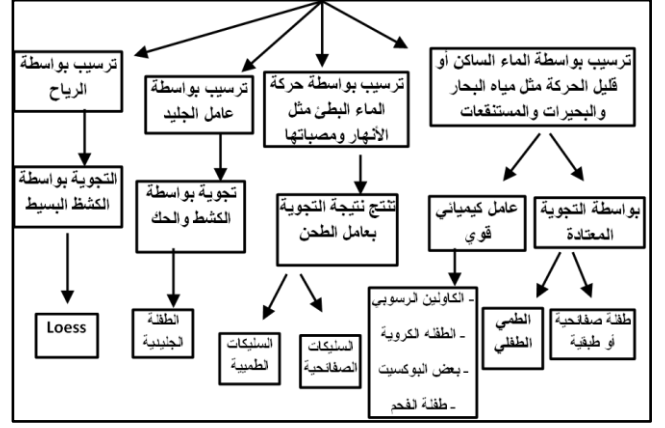 ترسيب بواسطة الماء الساكن أو
قليل الحركة مثل مياه البحار
والبحيرات والمستنقعات
ترسيب بواسطة حركة
الماء البطئ مثل
الأنهار ومصباتها
ترسيب بواسطة
عامل الجليد
ترسيب بواسطة
الرياح
بواسطة التجوية
المعتادة
عامل كيميائي
قوي
تنتج نتيجة التجوية
بعامل الطحن
تجوية بواسطة
الكشط والحك
التجوية بواسطة
الكشظ البسيط
طفلة صفائحية
أو طبقية
الطمي
الطفلي
- الكاولين الرسوبي
- الطفله الكروية
- بعض البوكسيت
- طفلة الفحم
السليكات
الصفائحية
السليكات
الطميية
الطفلة
الجليدية
Loess